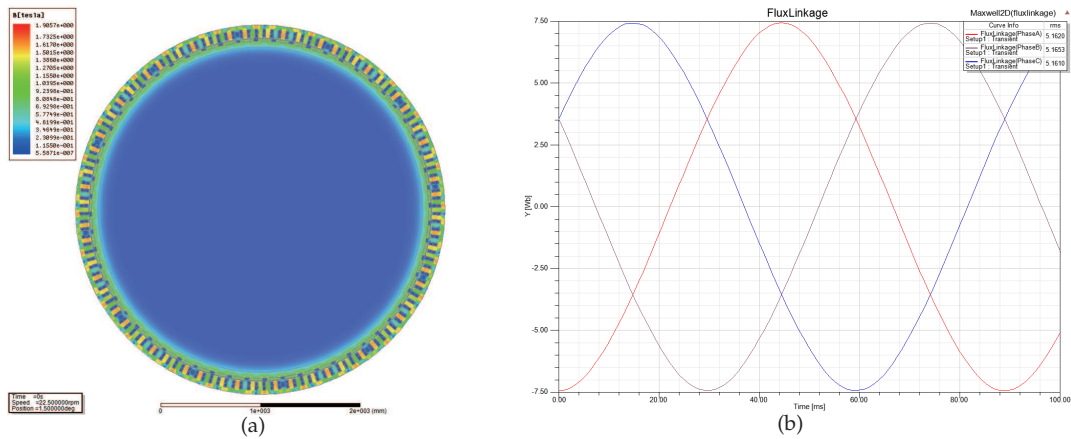 B[tesla]
1.9057e+000
1.7325e+000
1.6170e+000
1.5015e+000
1.3860e+000
1.2705e+000
1.1550e+000
1.0395e+000
9.2398e-001
8.0848e-001
6.9298e-001
5.7749e-001
4.6199e-001
3.4649e-001
2.3099e-001
1.1550e-001
Time =0s
Speed =22.500000rpm
Position =1.500000deg
0 1e+003 2e+003 (mm)
(a)
FluxLinkage
Maxwell2D(fluxlinkage)
Curve Info rms
FluxLinkage(PhaseA)
Setup1 : Transient 5.1620
FluxLinkage(PhaseB)
Setup1 : Transient 5.1653
FluxLinkage(PhaseC)
Setup1 : Transient 5.1610
7.50
5.00
2.50
0.00
-2.50
-5.00
-7.50
Y [Wb]
0.00 20.00 40.00 60.00 80.00 100.00
Time [ms]
(b)